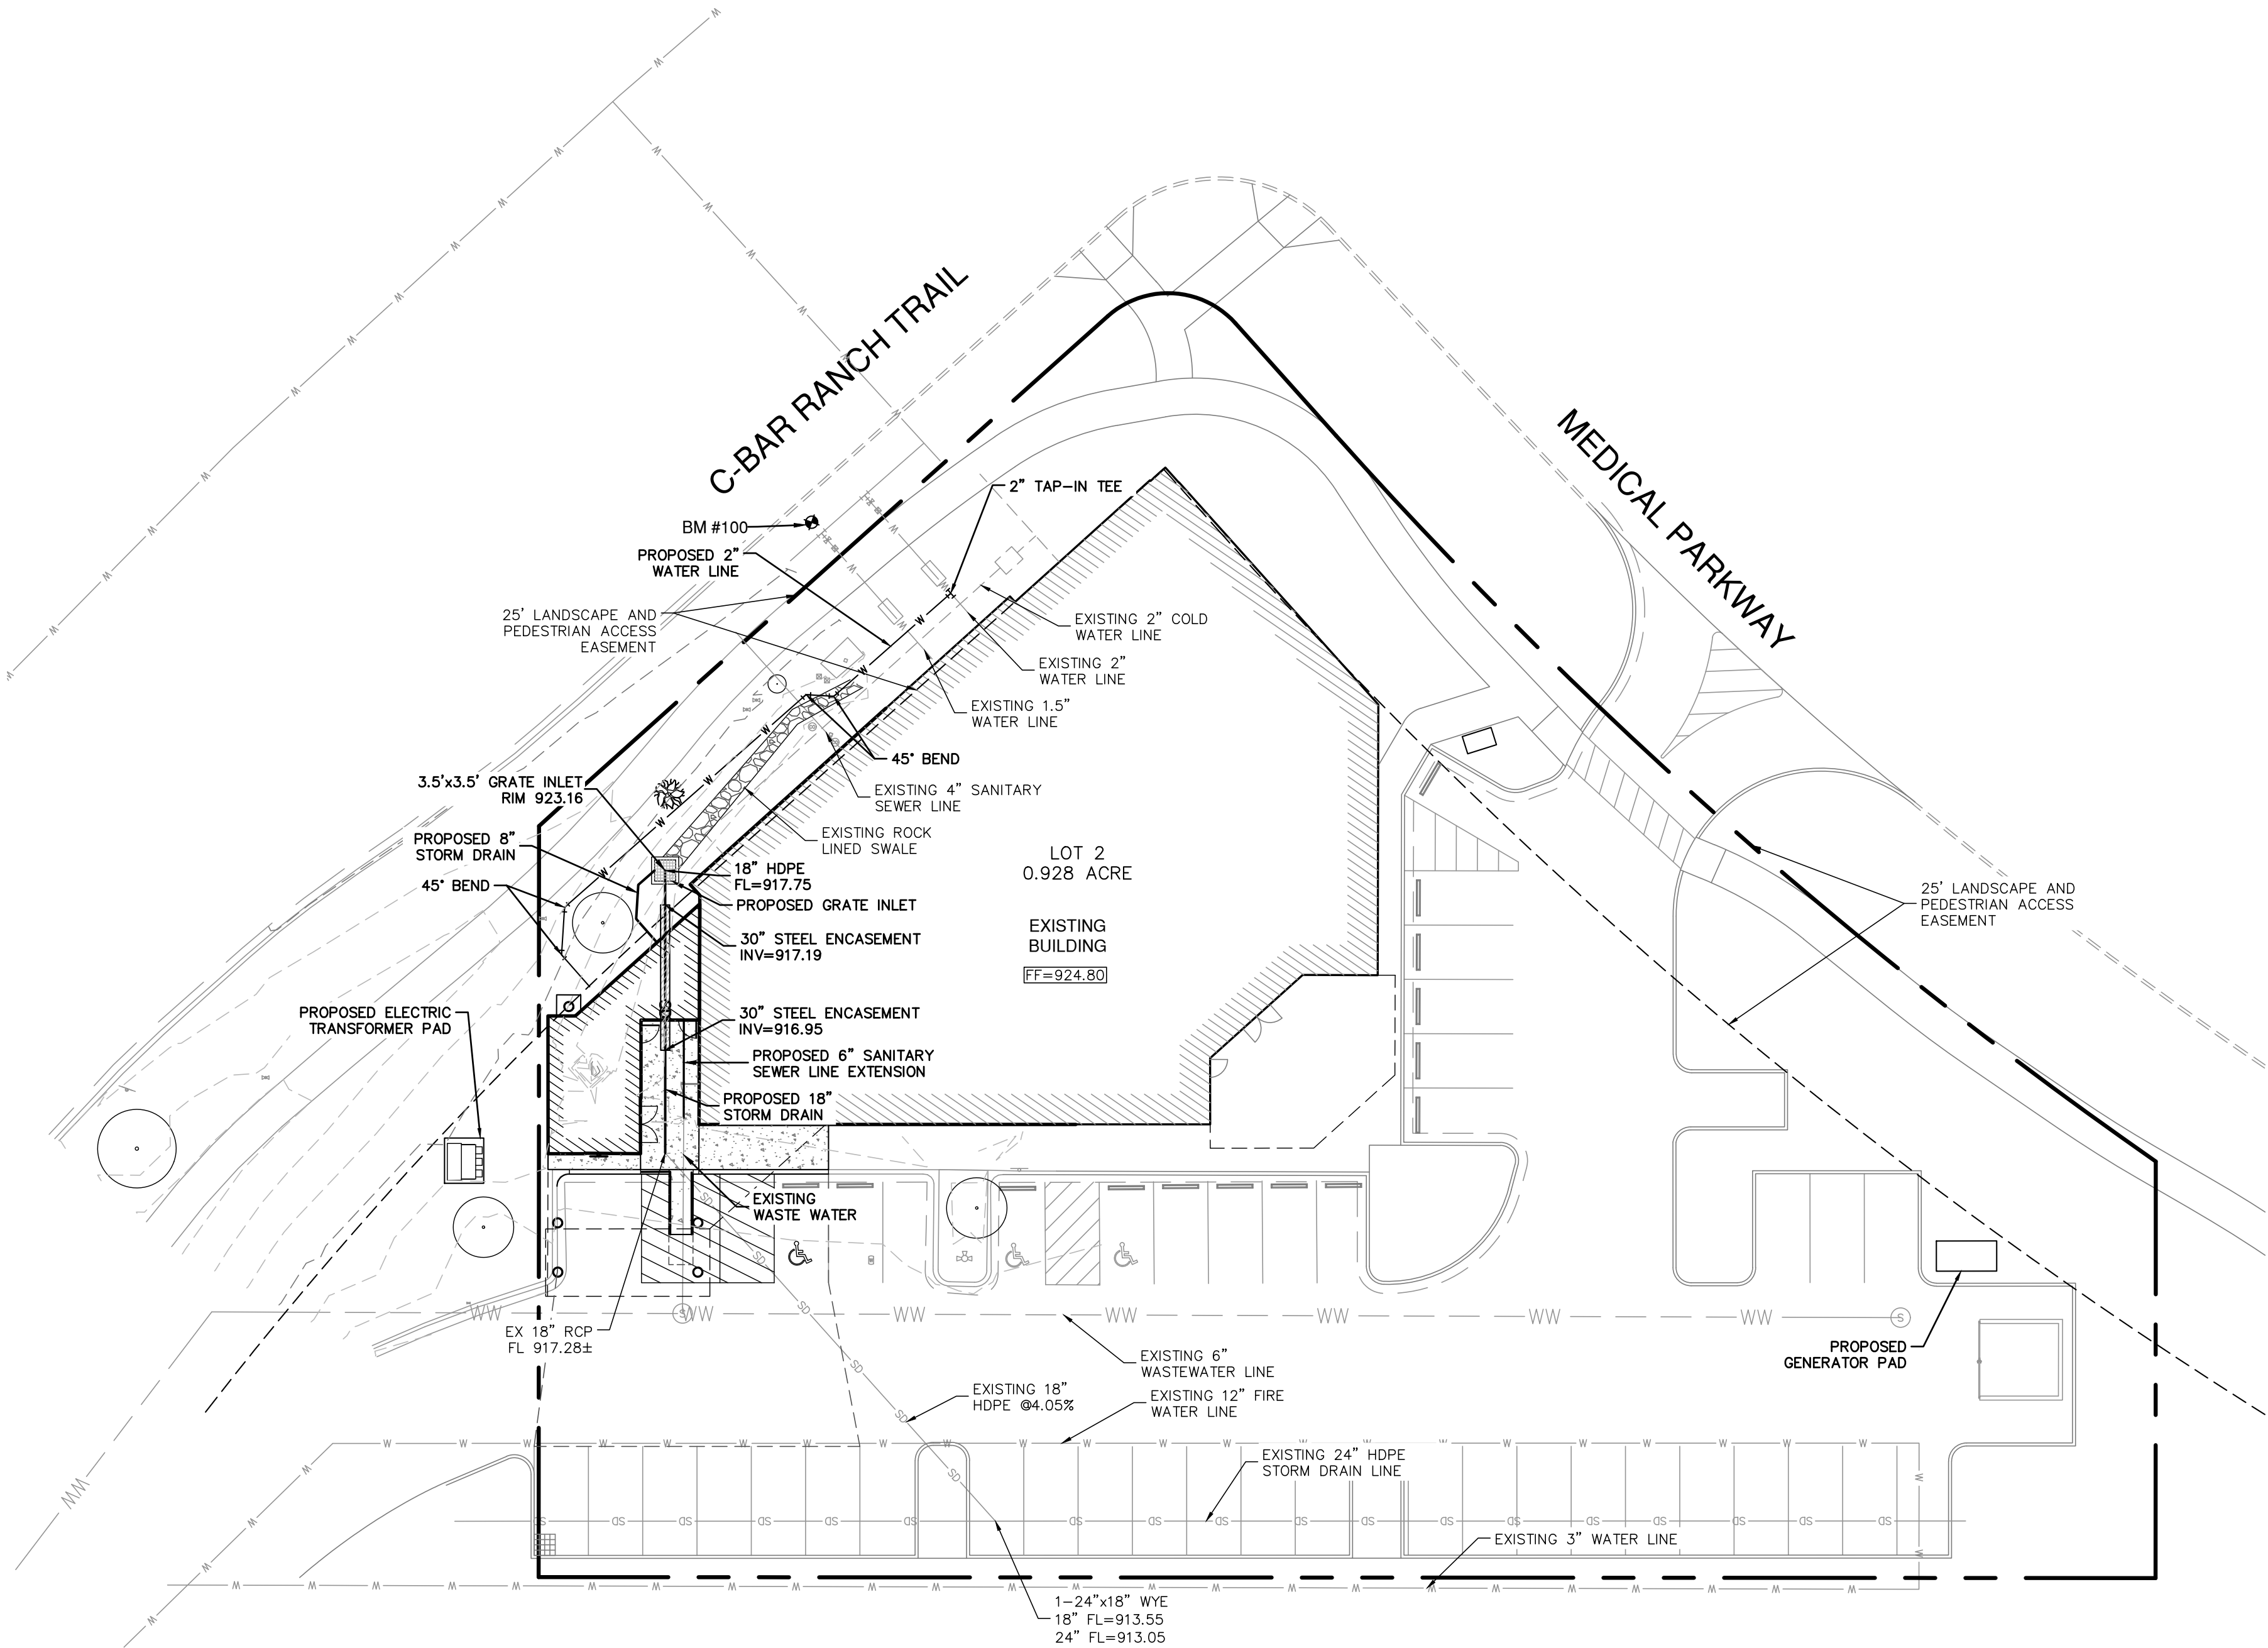 C-BAR RANCH TRAIL
MEDICAL PARKWAY
2" TAP-IN TEE
BM #100
PROPOSED 2"
WATER LINE
25' LANDSCAPE AND
PEDESTRIAN ACCESS
EASEMENT
EXISTING 2" COLD
WATER LINE
EXISTING 2"
WATER LINE
EXISTING 1.5"
WATER LINE
45° BEND
3.5'x3.5' GRATE INLET
RIM 923.16
EXISTING 4" SANITARY
SEWER LINE
EXISTING ROCK
LINED SWALE
PROPOSED 8"
STORM DRAIN
45° BEND
18" HDPE
FL=917.75
PROPOSED GRATE INLET
30" STEEL ENCASEMENT
INV=917.19
LOT 2
0.928 ACRE
EXISTING
BUILDING
FF=924.80
25' LANDSCAPE AND
PEDESTRIAN ACCESS
EASEMENT
PROPOSED ELECTRIC
TRANSFORMER PAD
30" STEEL ENCASEMENT
INV=916.95
PROPOSED 6" SANITARY
SEWER LINE EXTENSION
PROPOSED 18"
STORM DRAIN
EXISTING
WASTE WATER
EX 18" RCP
FL 917.28±
WW WW WW WW WW WW WW
S
S
WW
EXISTING 6"
WASTEWATER LINE
PROPOSED
GENERATOR PAD
EXISTING 18"
HDPE @4.05%
EXISTING 12" FIRE
WATER LINE
EXISTING 24" HDPE
STORM DRAIN LINE
EXISTING 3" WATER LINE
1-24"x18" WYE
18" FL=913.55
24" FL=913.05